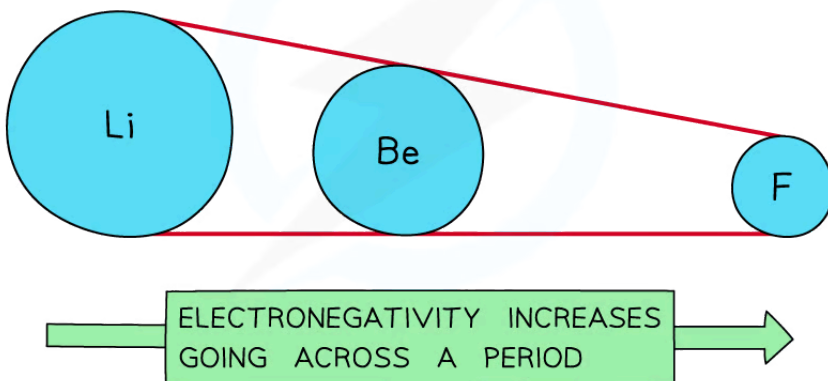 Li
Be
F
ELECTRONEGATIVITY INCREASES
GOING ACROSS A PERIOD